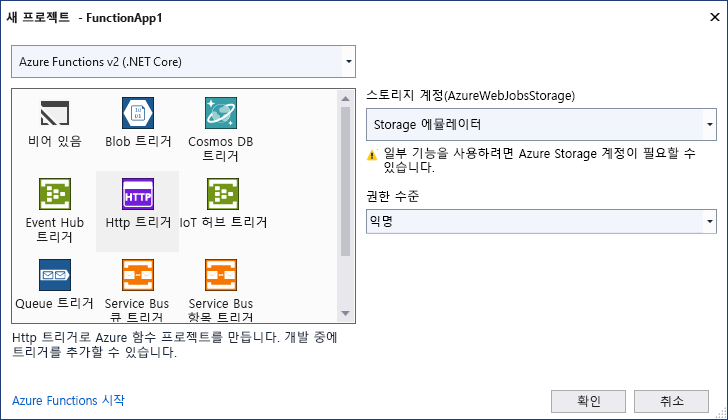 새 프로젝트 - FunctionApp1
Azure Functions v2 (.NET Core)
비어 있음
Blob 트리거
Cosmos DB
트리거
Event Hub
트리거
HTTP
Http 트리거
IoT 허브 트리거
Queue 트리거
Service Bus
큐 트리거
Service Bus
항목 트리거
Http 트리거로 Azure 함수 프로젝트를 만듭니다. 개발 중에
트리거를 추가할 수 있습니다.
스토리지 계정(AzureWebJobsStorage)
Storage 에뮬레이터
일부 기능을 사용하려면 Azure Storage 계정이 필요할 수
있습니다.
권한 수준
익명
Azure Functions 시작
확인
취소